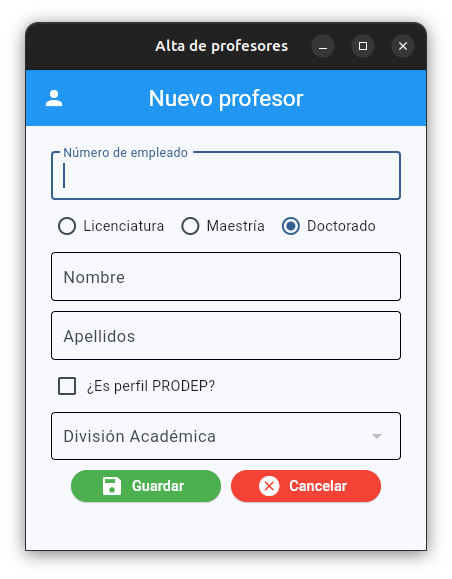 Alta de profesores
Nuevo profesor
Número de empleado
Licenciatura Maestría Doctorado
Nombre
Apellidos
¿Es perfil PRODEP?
División Académica
Guardar Cancelar